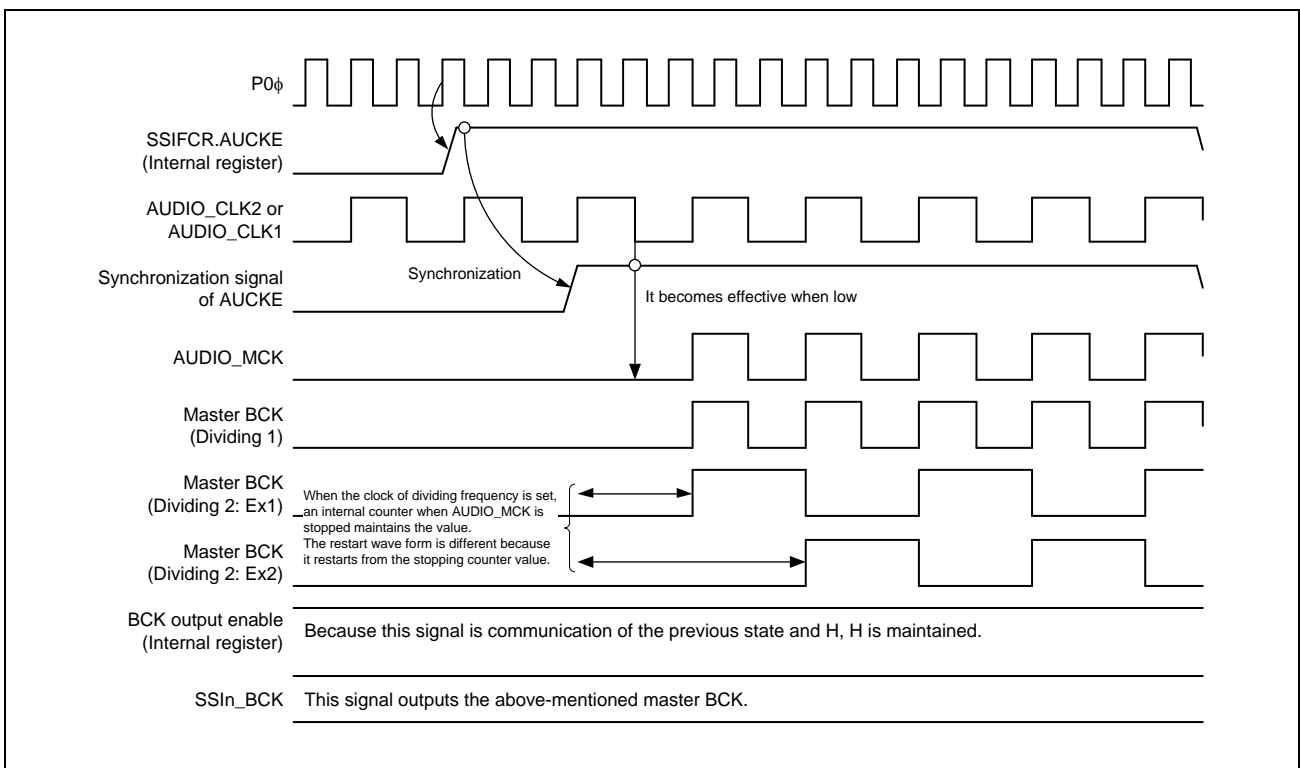 P0ϕ
SSIFCR.AUCKE
(Internal register)
AUDIO_CLK2 or
AUDIO_CLK1
Synchronization signal
of AUCKE
Synchronization
It becomes effective when low
AUDIO_MCK
Master BCK
(Dividing 1)
Master BCK
(Dividing 2: Ex1)
When the clock of dividing frequency is set,
an internal counter when AUDIO_MCK is
stopped maintains the value.
The restart wave form is different because
it restarts from the stopping counter value.
Master BCK
(Dividing 2: Ex2)
BCK output enable
(Internal register)
Because this signal is communication of the previous state and H, H is maintained.
SSIn_BCK
This signal outputs the above-mentioned master BCK.